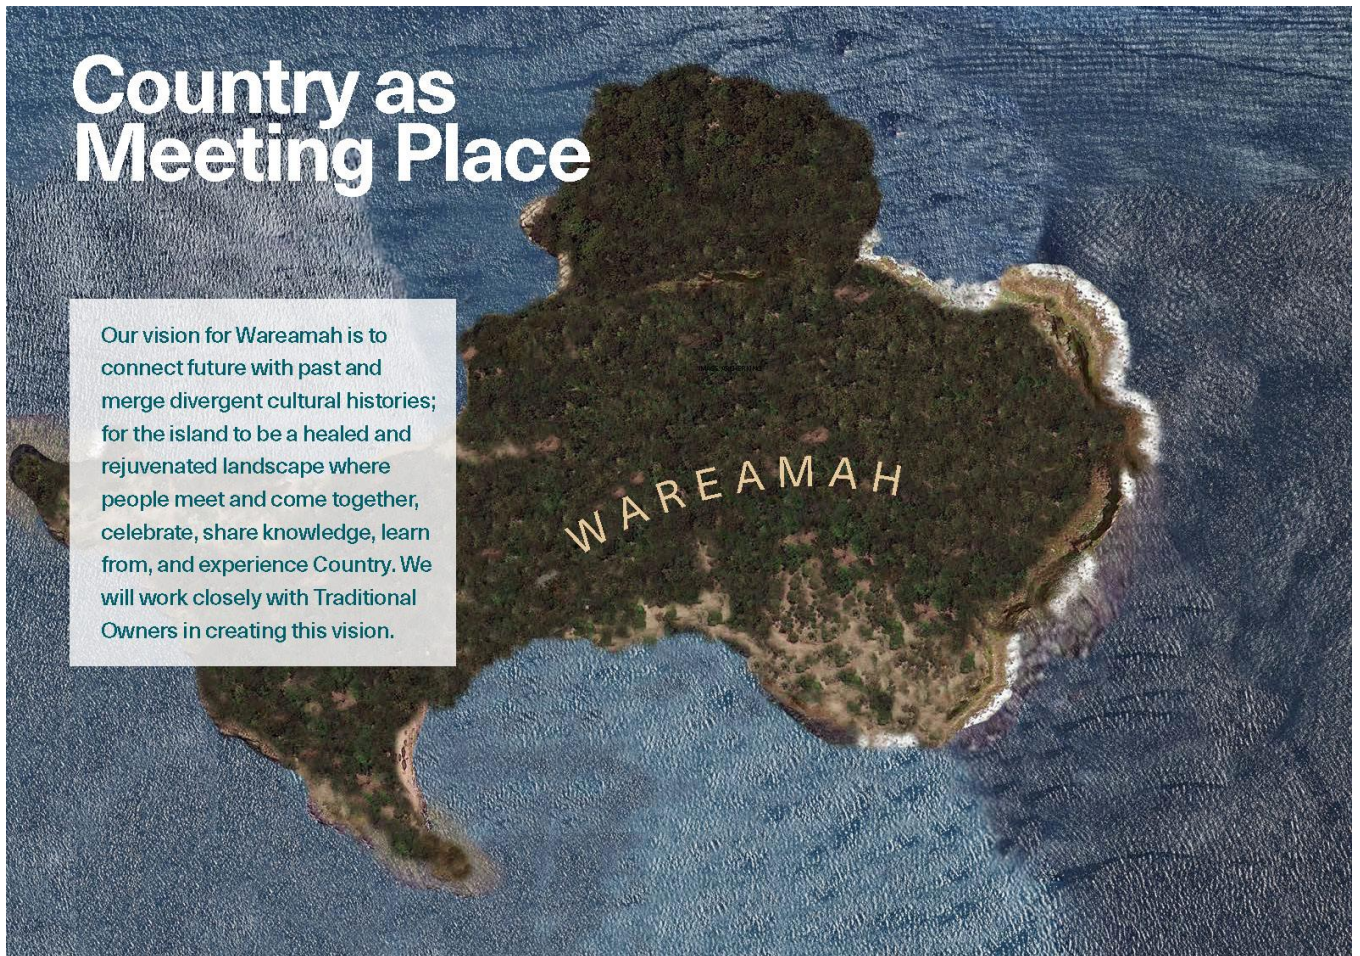 Country as
Meeting Place
Our vision for Wareamah is to
connect future with past and
merge divergent cultural histories;
for the island to be a healed and
rejuvenated landscape where
people meet and come together,
celebrate, share knowledge, learn
from, and experience Country. We
will work closely with Traditional
Owners in creating this vision.
WAREAMAH